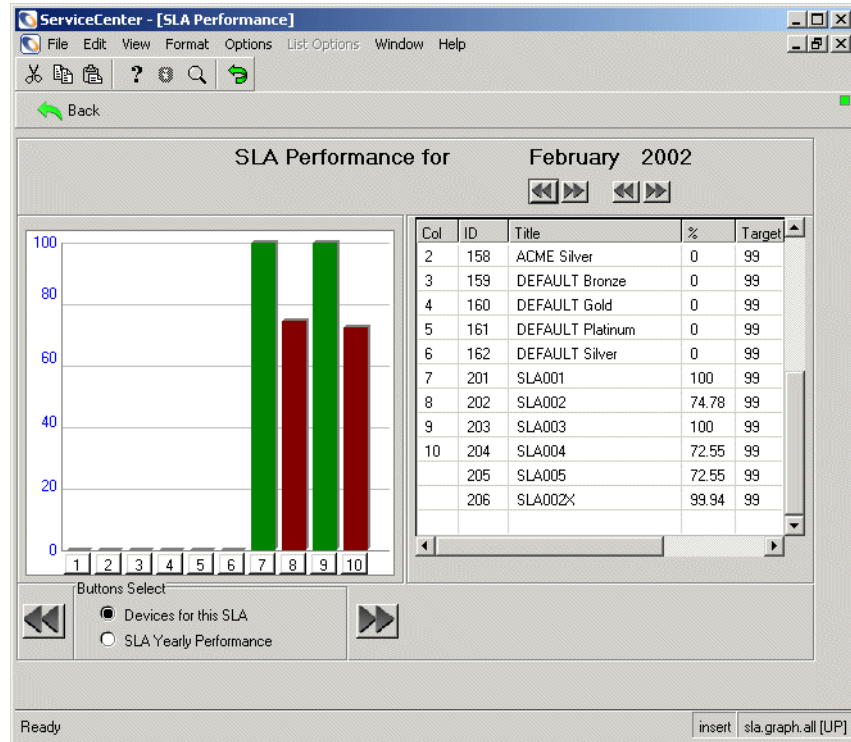 ServiceCenter - [SLA Performance]
File Edit View Format Options List Options Window Help
Back
SLA Performance for February 2002
100
80
60
40
20
0
1 2 3 4 5 6 7 8 9 10
Col ID Title % Target
2 158 ACME Silver 0 99
3 159 DEFAULT Bronze 0 99
4 160 DEFAULT Gold 0 99
5 161 DEFAULT Platinum 0 99
6 162 DEFAULT Silver 0 99
7 201 SLA001 100 99
8 202 SLA002 74.78 99
9 203 SLA003 100 99
10 204 SLA004 72.55 99
205 SLA005 72.55 99
206 SLA002X 99.94 99
Buttons Select
Devices for this SLA
SLA Yearly Performance
Ready insert sla.graph.all [UP]